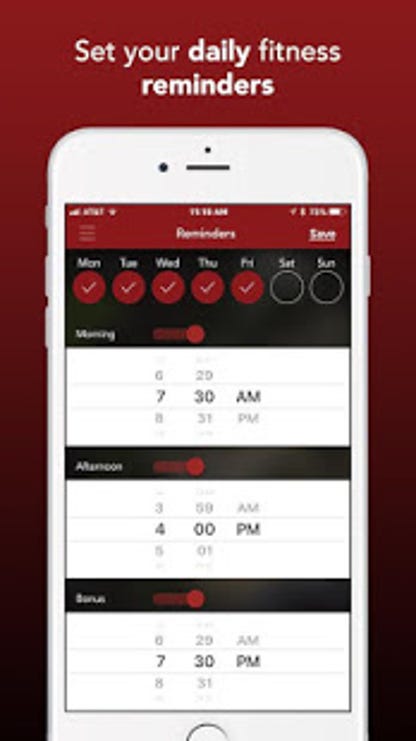 Set your daily fitness
reminders
AT&T 11:15 AM 75%
Reminders Save
Mon Tue Wed Thu Fri Sat Sun
Morning
6 29
7 30 AM
8 31 PM
Afternoon
3 59 AM
4 00 PM
5 01
Bonus
6 29 AM
7 30 PM
8 31